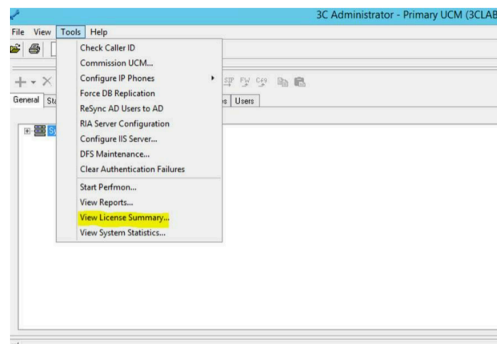 3C Administrator - Primary UCM (3CLAB
File View Tools Help
Check Caller ID
Commission UCM...
Configure IP Phones
Force DB Replication
ReSync AD Users to AD
RIA Server Configuration
Configure IIS Server...
DFS Maintenance...
Clear Authentication Failures
Start Perfmon...
View Reports...
View License Summary...
View System Statistics...
General
Users